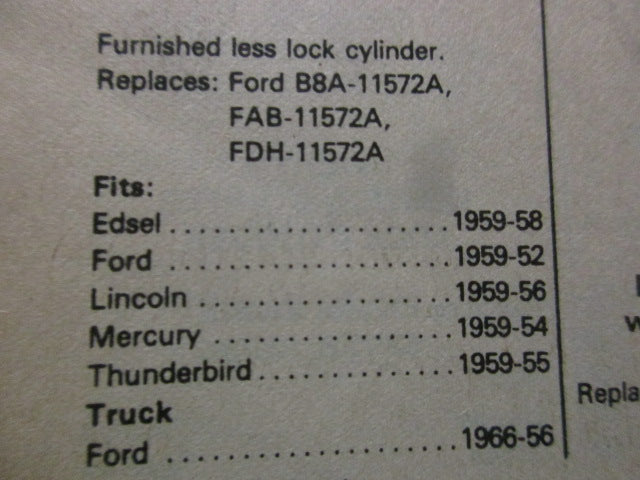 Furnished less lock cylinder.
Replaces: Ford B8A-11572A,
FAB-11572A,
FDH-11572A
Fits:
Edsel ................... 1959-58
Ford ................... 1959-52
Lincoln ................. 1959-56
Mercury ................ 1959-54
Thunderbird ............. 1959-55
Truck
Ford .................... 1966-56
Repla